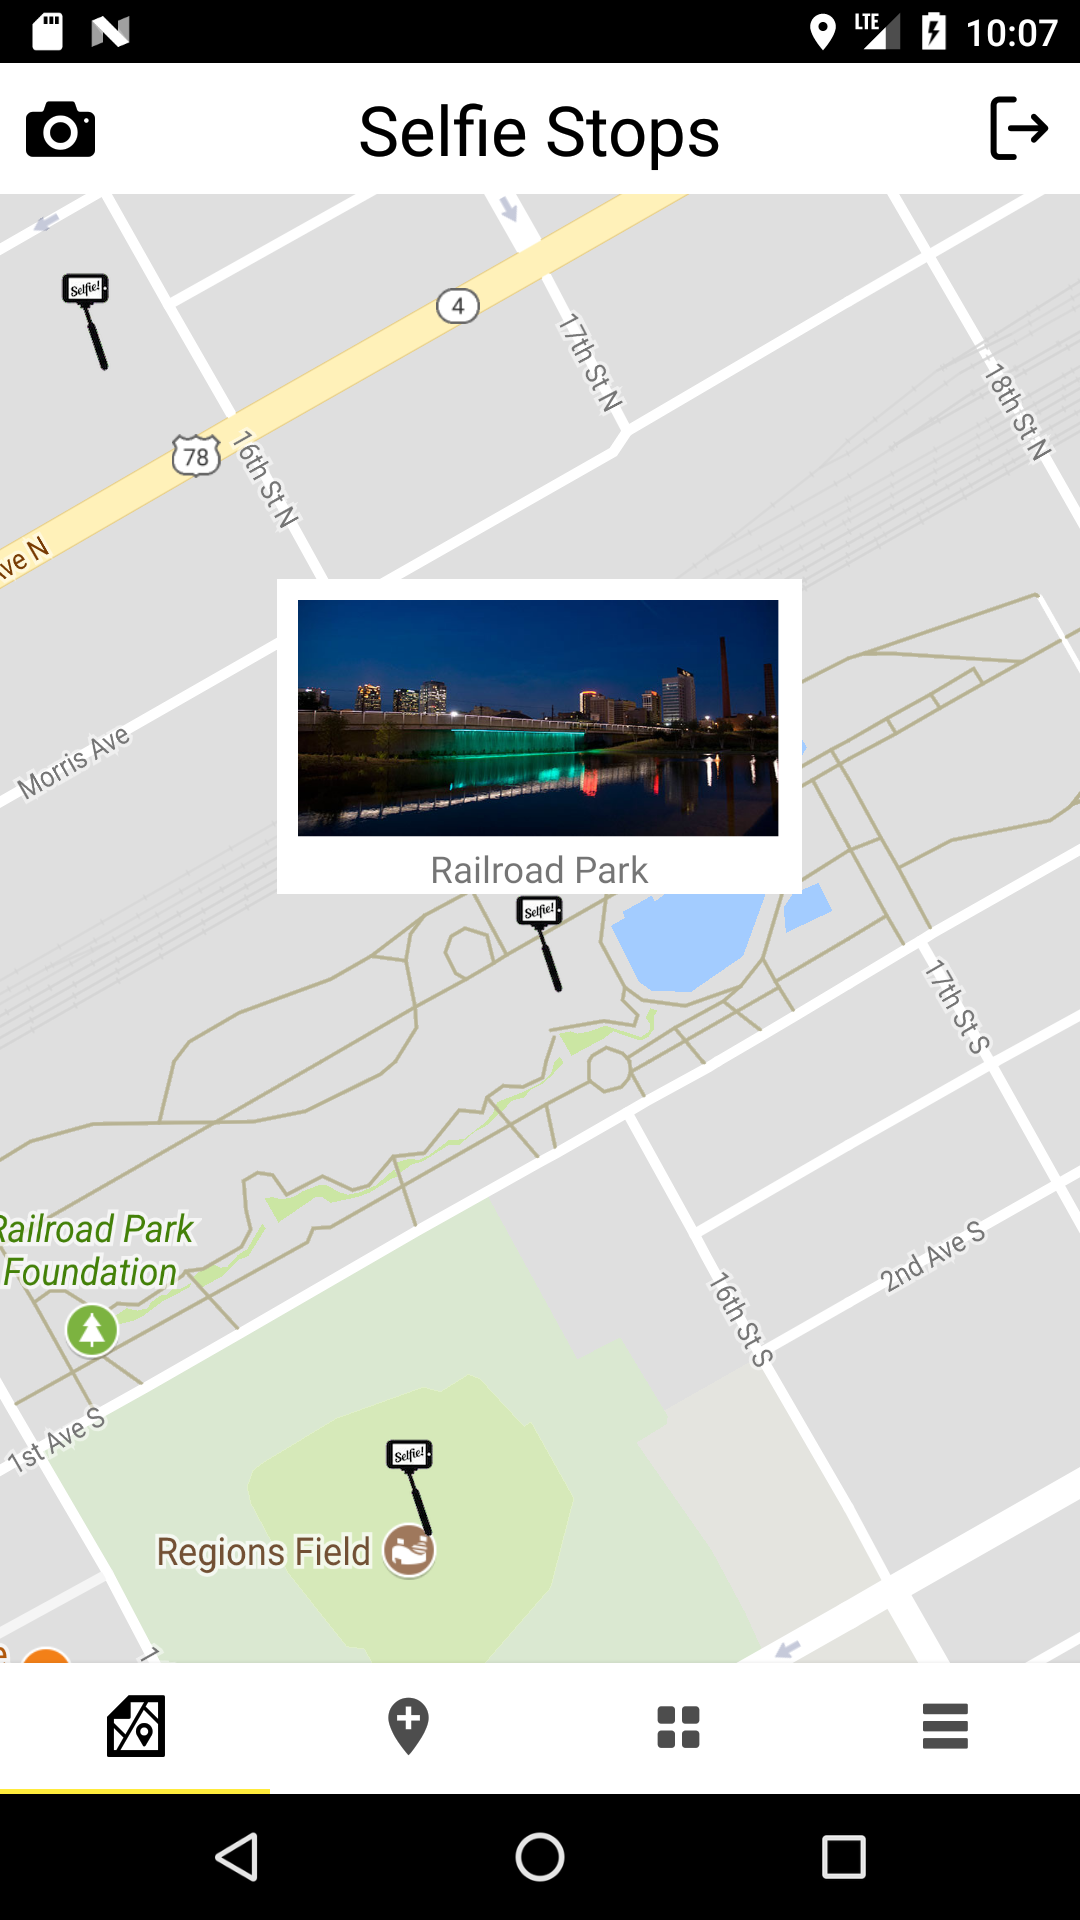 LTE
10:07
Selfie Stops
Selfie!
4
17th St N
18th St N
78
16th St N
Ave N
Railroad Park
Morris Ave
Selfie!
17th St S
Railroad Park
Foundation
2nd Ave S
16th St S
1st Ave S
Selfie!
Regions Field